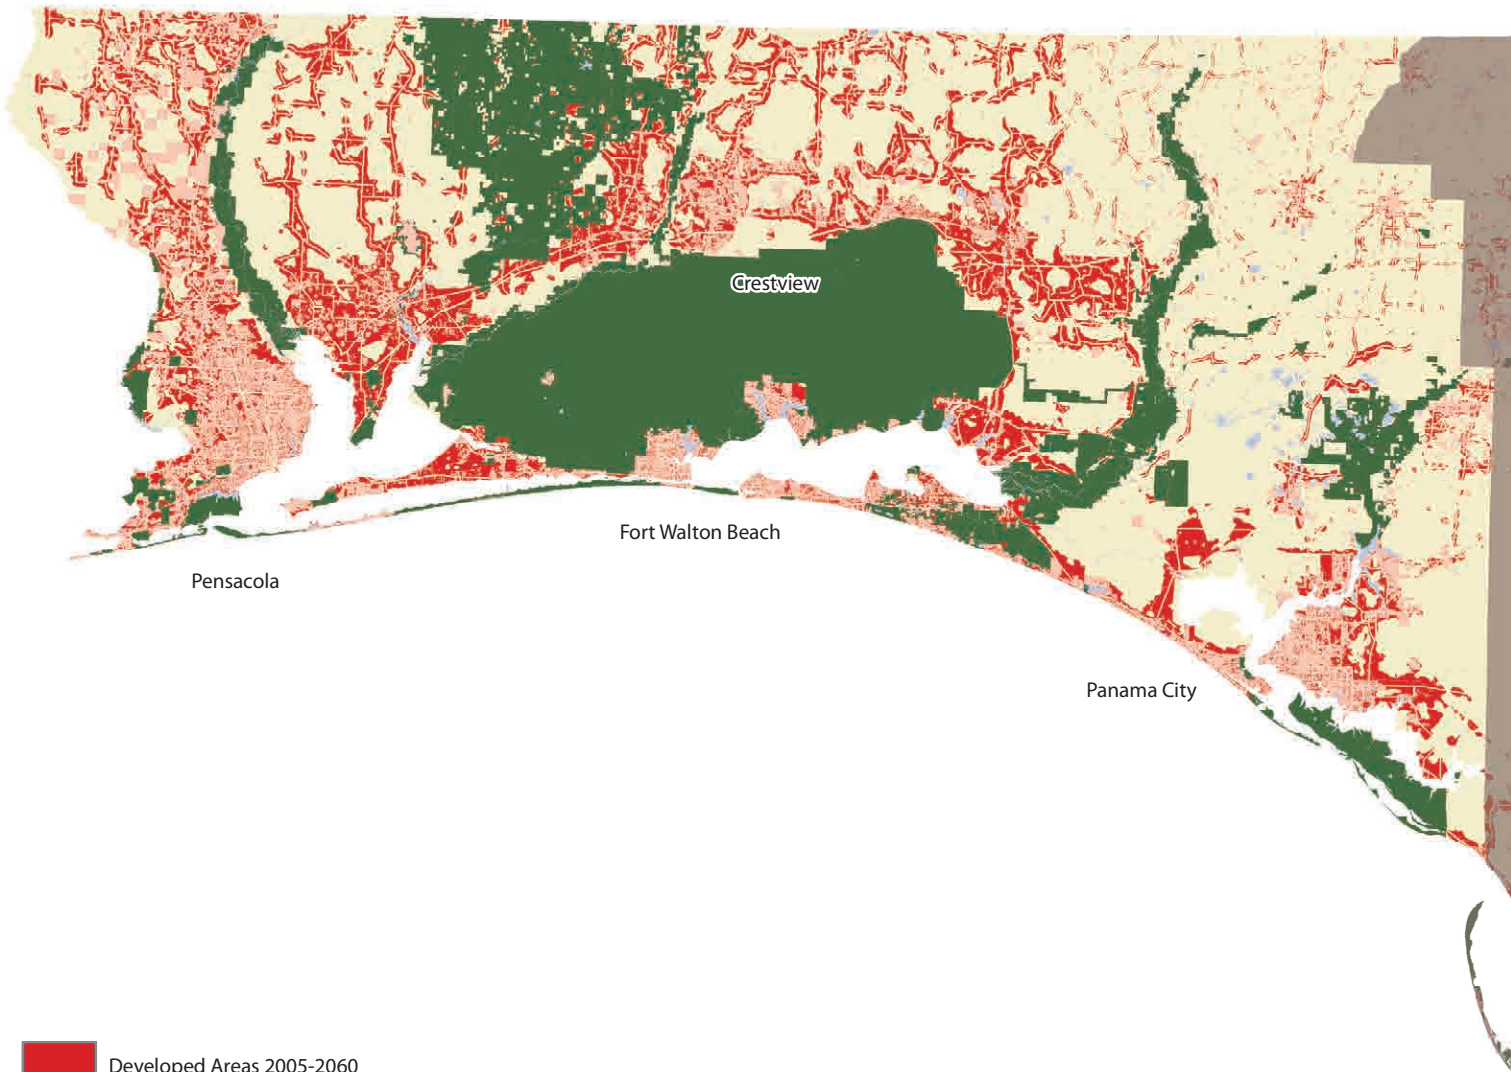 Crestview
Fort Walton Beach
Pensacola
Panama City
Developed Areas 2005-2060